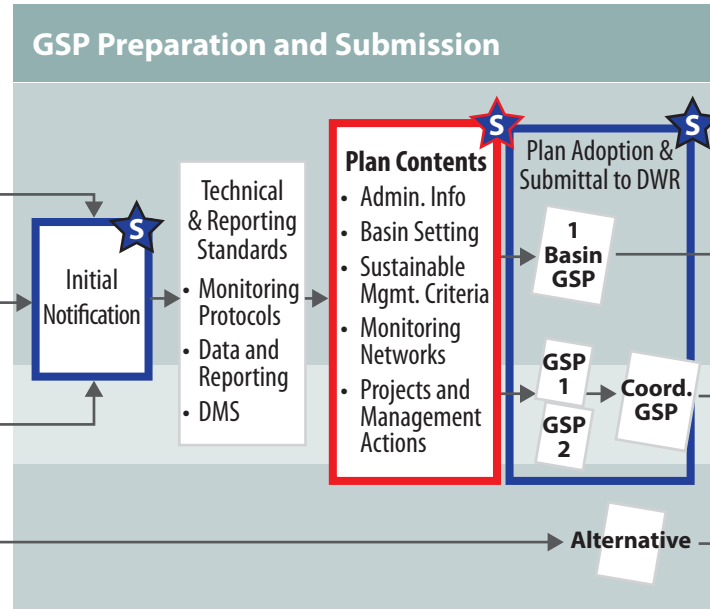 GSP Preparation and Submission
S
Initial
Notification
Technical
& Reporting
Standards
• Monitoring
Protocols
• Data and
Reporting
• DMS
S
Plan Contents
• Admin. Info
• Basin Setting
• Sustainable
Mgmt. Criteria
• Monitoring
Networks
• Projects and
Management
Actions
S
Plan Adoption &
Submittal to DWR
1
Basin
GSP
GSP
1
GSP
2
Coord.
GSP
Alternative